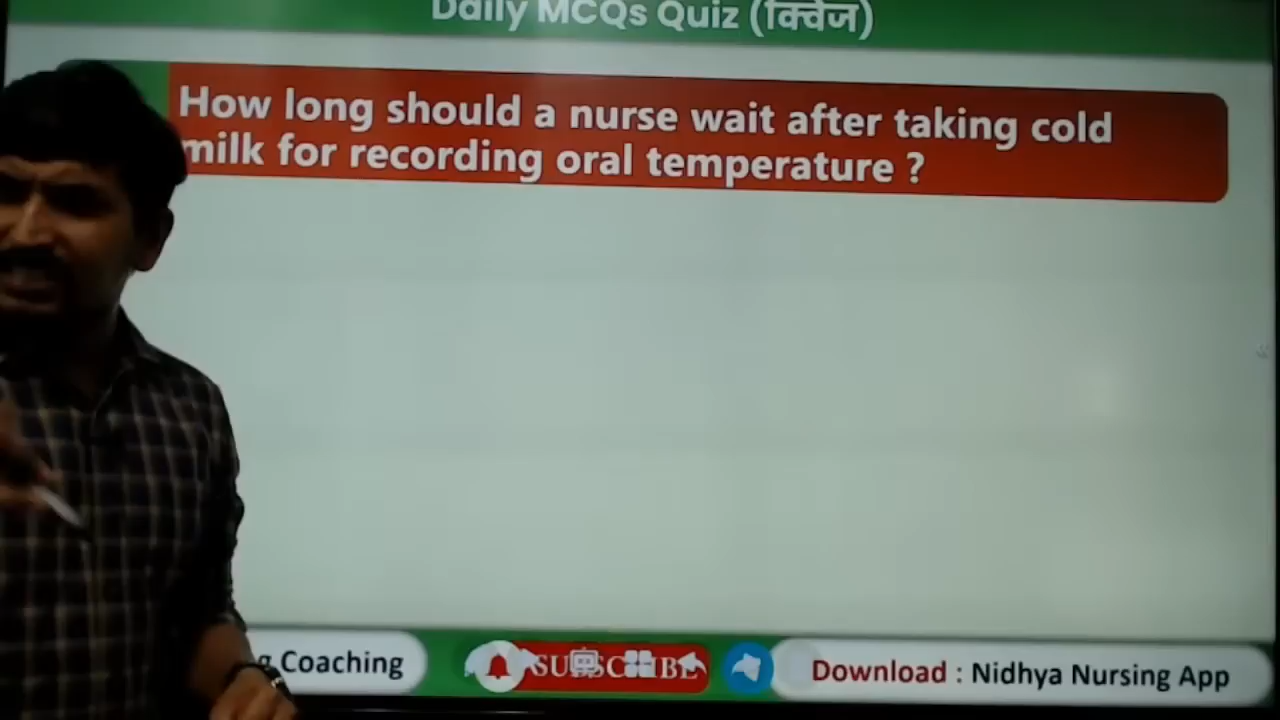 Daily MCQs Quiz (क्विज)
How long should a nurse wait after taking cold
milk for recording oral temperature ?
g Coaching
SUBSCRIBE
Download : Nidhya Nursing App